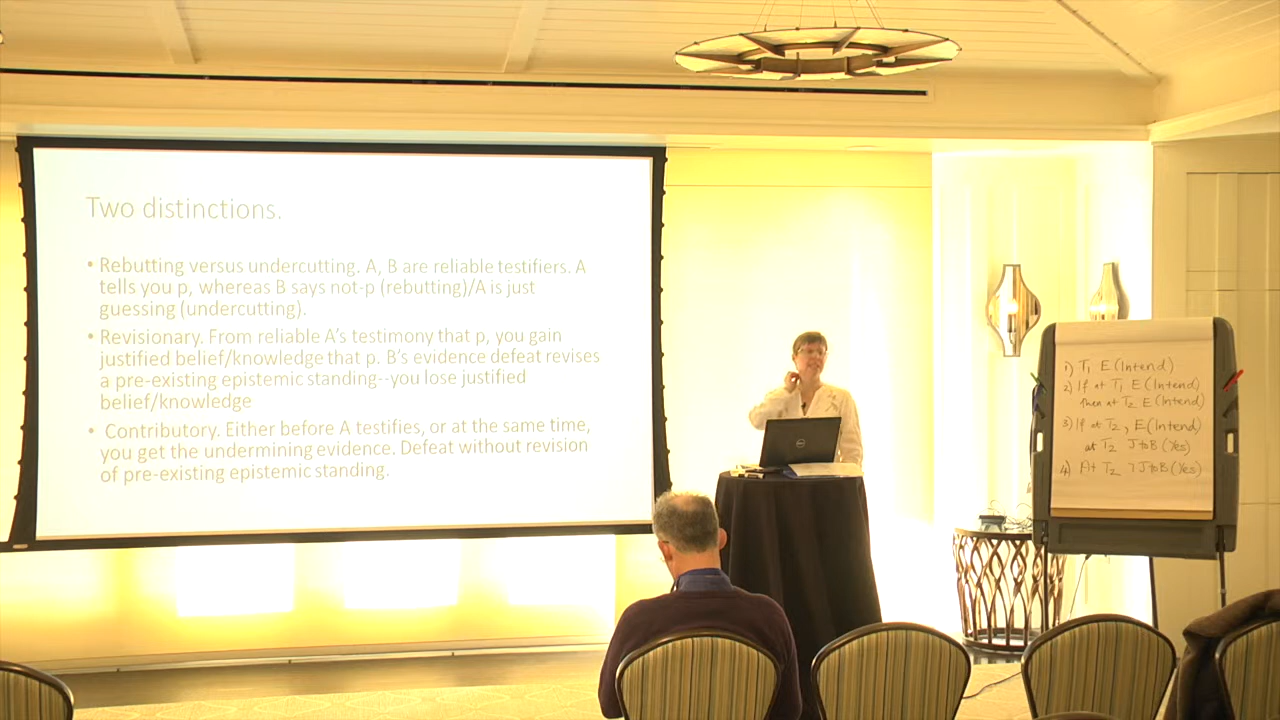 Two distinctions.
• Rebutting versus undercutting. A, B are reliable testifiers. A
tells you p, whereas B says not-p (rebutting)/A is just
guessing (undercutting).
• Revisionary. From reliable A's testimony that p, you gain
justified belief/knowledge that p. B's evidence defeat revises
a pre-existing epistemic standing--you lose justified
belief/knowledge
• Contributory. Either before A testifies, or at the same time,
you get the undermining evidence. Defeat without revision
of pre-existing epistemic standing.
DELL
1) T₁ E (Intend)
2) If at T₁ E (Intend)
then at T₂ E (Intend)
3) If at T₂, E (Intend)
at T₂ J to B (Yes)
4) At T₂ ¬J to B (Yes)